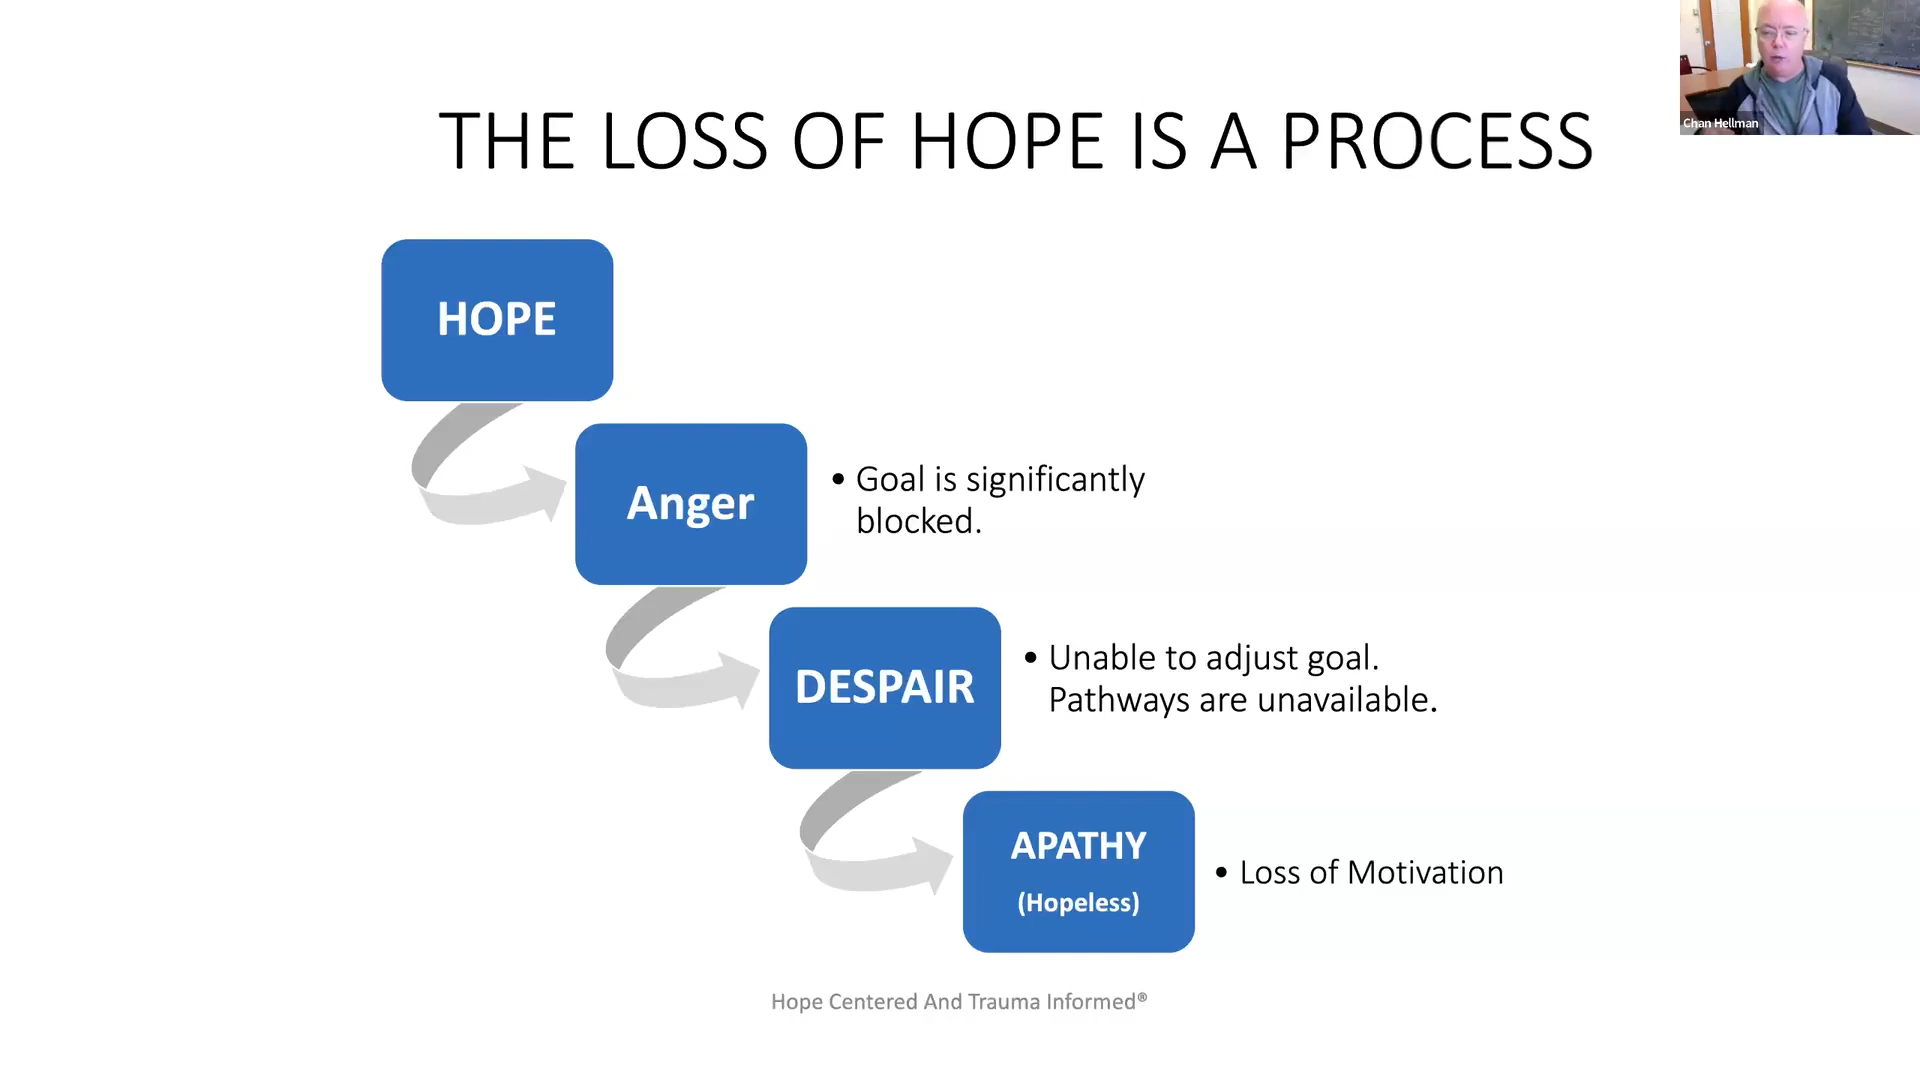 Chan Hellman
THE LOSS OF HOPE IS A PROCESS
HOPE
Anger
• Goal is significantly
blocked.
DESPAIR
• Unable to adjust goal.
Pathways are unavailable.
APATHY
(Hopeless)
• Loss of Motivation
Hope Centered And Trauma Informed®